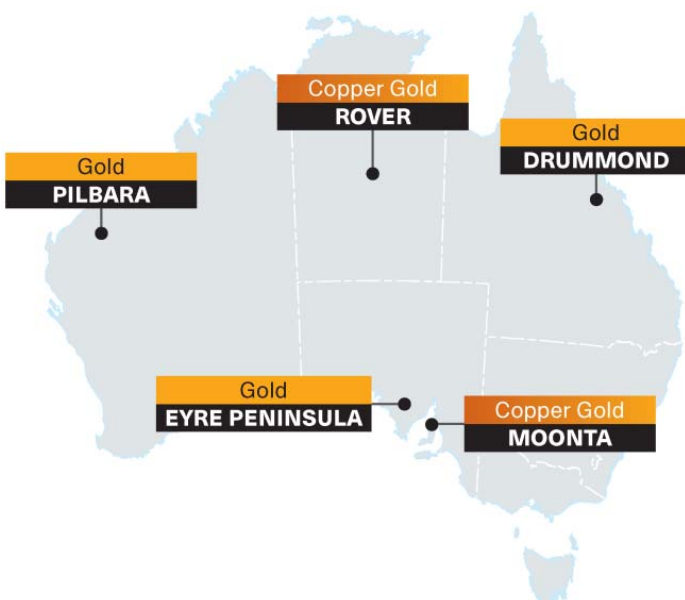 Copper Gold
ROVER
Gold
DRUMMOND
Gold
PILBARA
Gold
EYRE PENINSULA
Copper Gold
MOONTA